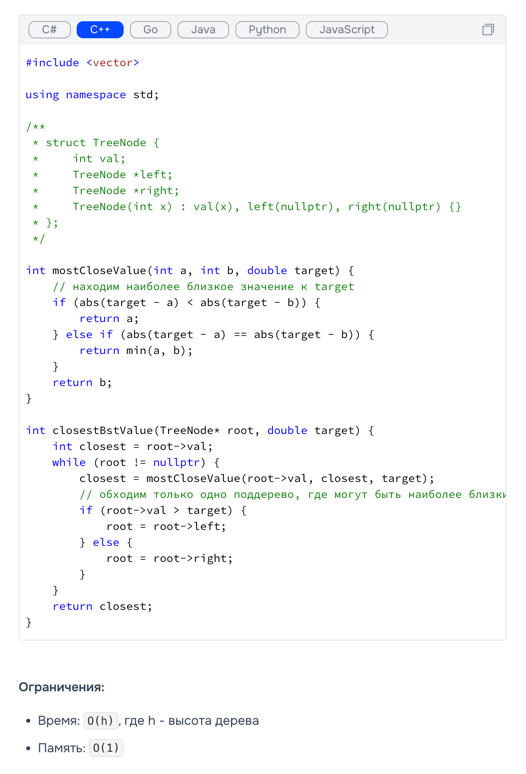 C# C++ Go Java Python JavaScript
#include <vector>
using namespace std;
/**
 * struct TreeNode {
 *     int val;
 *     TreeNode *left;
 *     TreeNode *right;
 *     TreeNode(int x) : val(x), left(nullptr), right(nullptr) {}
 * };
 */
int mostCloseValue(int a, int b, double target) {
    // находим наиболее близкое значение к target
    if (abs(target - a) < abs(target - b)) {
        return a;
    } else if (abs(target - a) == abs(target - b)) {
        return min(a, b);
    }
    return b;
}
int closestBstValue(TreeNode* root, double target) {
    int closest = root->val;
    while (root != nullptr) {
        closest = mostCloseValue(root->val, closest, target);
        // обходим только одно поддерево, где могут быть наиболее близки
        if (root->val > target) {
            root = root->left;
        } else {
            root = root->right;
        }
    }
    return closest;
}
Ограничения:
• Время: O(h), где h - высота дерева
• Память: O(1)